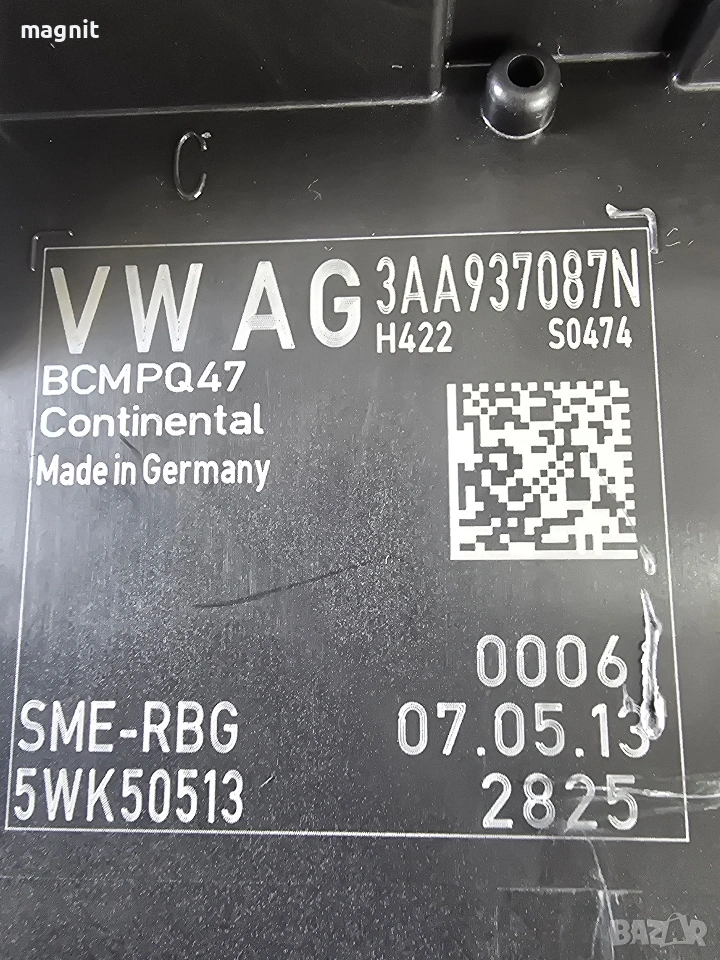 magnit
C
VW AG 3AA937087N
H422 S0474
BCMPQ47
Continental
Made in Germany
0006
SME-RBG 07.05.13
5WK50513 2825
BAZAR